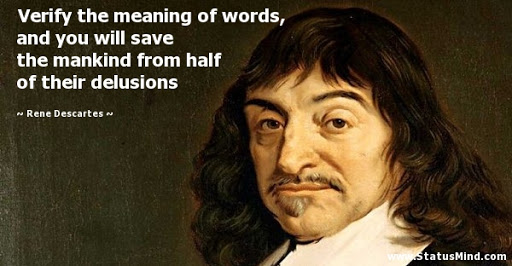 Verify the meaning of words,
and you will save
the mankind from half
of their delusions
~ Rene Descartes ~
www.StatusMind.com